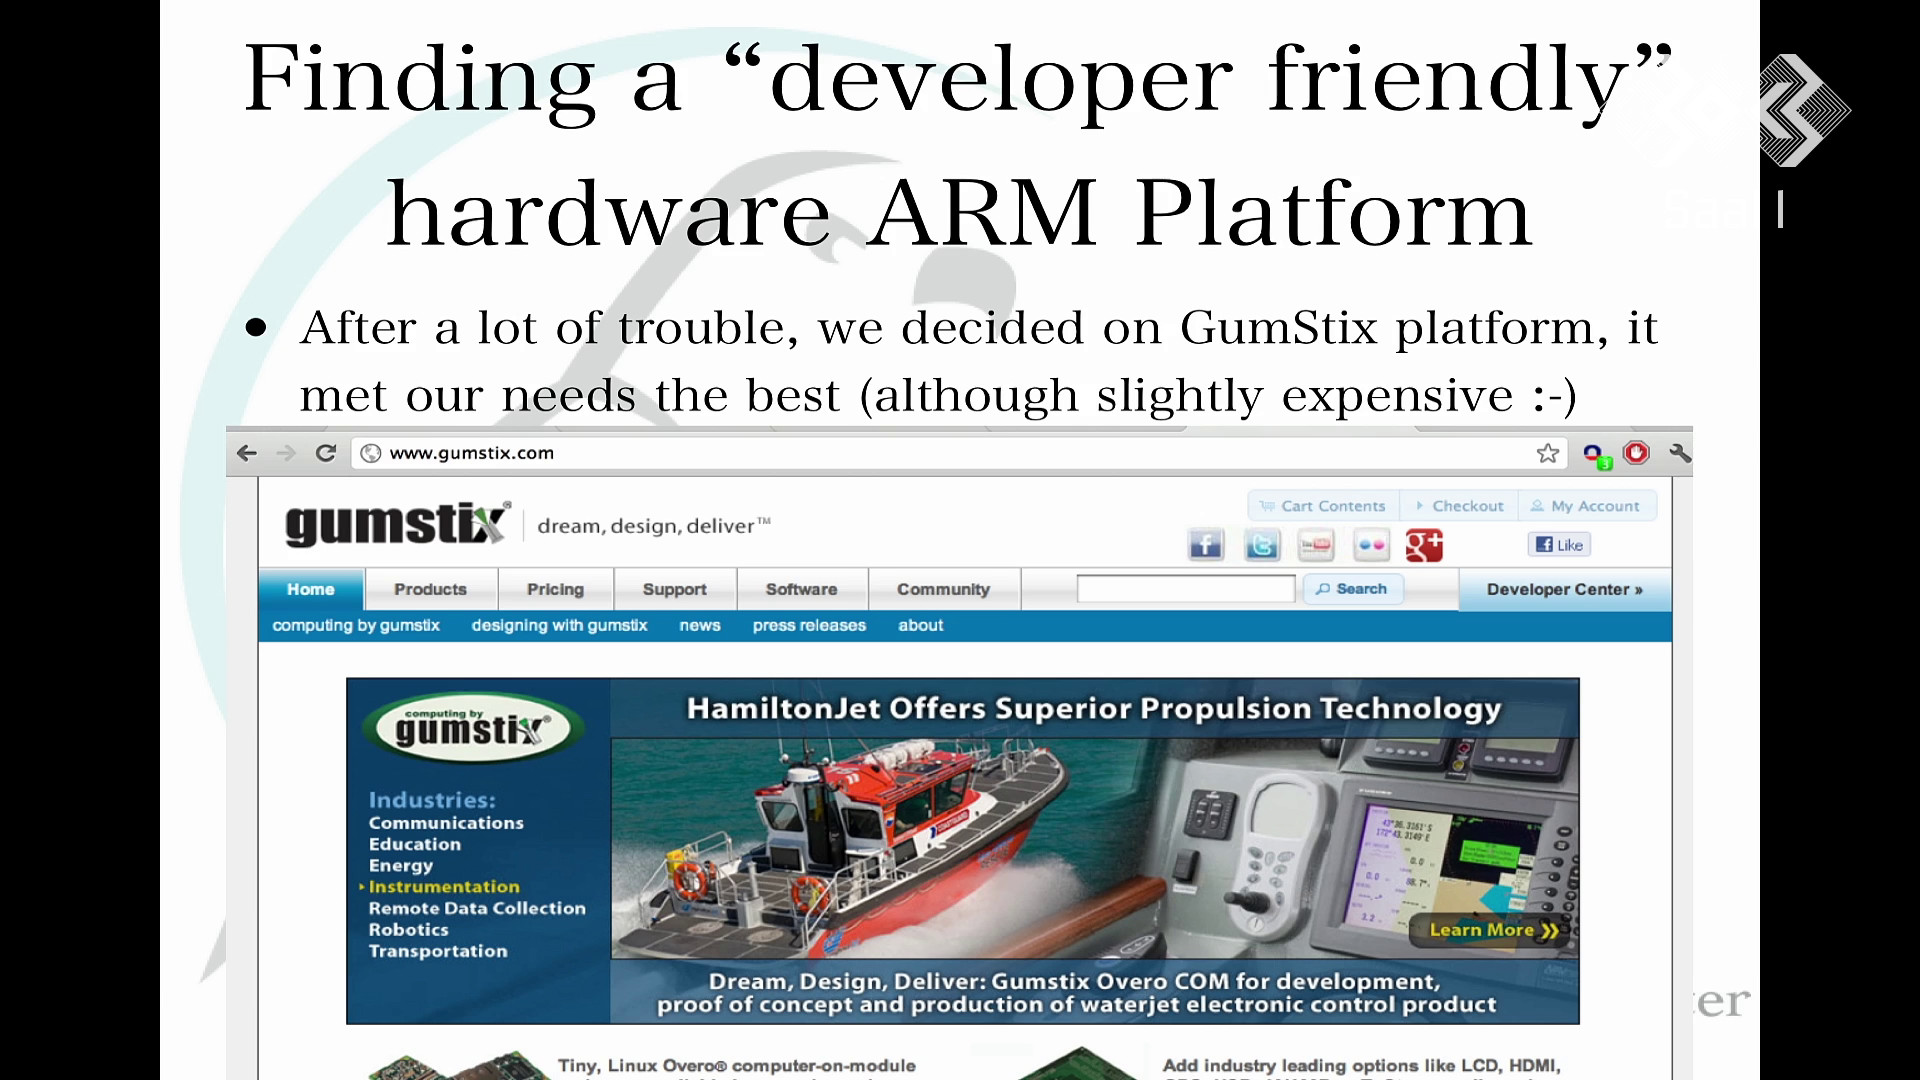 Finding a “developer friendly”
hardware ARM Platform
Saal 1
• After a lot of trouble, we decided on GumStix platform, it
met our needs the best (although slightly expensive :-)
www.gumstix.com
3
gumstix® dream, design, deliver™
Cart Contents Checkout My Account
Like
Home Products Pricing Support Software Community Search Developer Center »
computing by gumstix designing with gumstix news press releases about
computing by
gumstix®
HamiltonJet Offers Superior Propulsion Technology
Industries:
Communications
Education
Energy
Instrumentation
Remote Data Collection
Robotics
Transportation
Learn More
Dream, Design, Deliver: Gumstix Overo COM for development,
proof of concept and production of waterjet electronic control product
Tiny, Linux Overo® computer-on-module
Add industry leading options like LCD, HDMI,